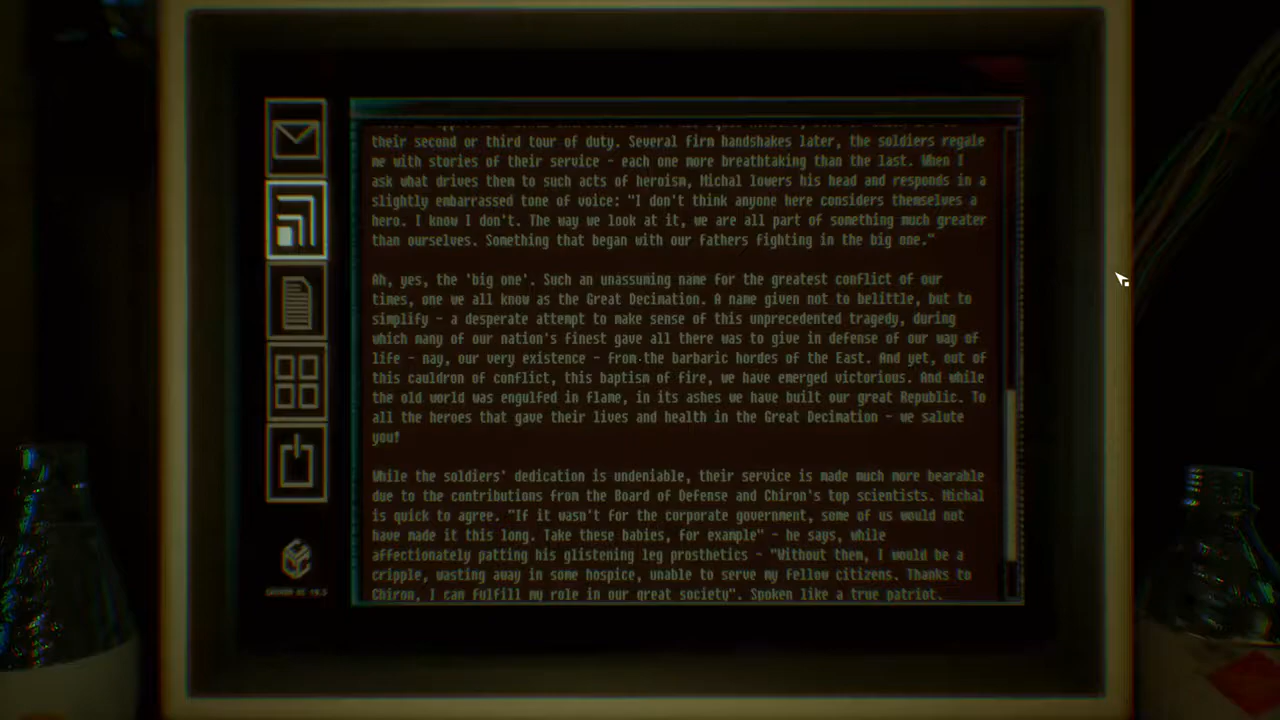 their second or third tour of duty. Several firm handshakes later, the soldiers regale
me with stories of their service - each one more breathtaking than the last. When I
ask what drives them to such acts of heroism, Michal lowers his head and responds in a
slightly embarrassed tone of voice: "I don't think anyone here considers themselves a
hero. I know I don't. The way we look at it, we are all part of something much greater
than ourselves. Something that began with our fathers fighting in the big one."
Ah, yes, the 'big one'. Such an unassuming name for the greatest conflict of our
times, one we all know as the Great Decimation. A name given not to belittle, but to
simplify - a desperate attempt to make sense of this unprecedented tragedy, during
which many of our nation's finest gave all there was to give in defense of our way of
life - nay, our very existence - from the barbaric hordes of the East. And yet, out of
this cauldron of conflict, this baptism of fire, we have emerged victorious. And while
the old world was engulfed in flame, in its ashes we have built our great Republic. To
all the heroes that gave their lives and health in the Great Decimation - we salute
you!
While the soldiers' dedication is undeniable, their service is made much more bearable
due to the contributions from the Board of Defense and Chiron's top scientists. Michal
is quick to agree. "If it wasn't for the corporate government, some of us would not
have made it this long. Take these babies, for example" - he says, while
affectionately patting his glistening leg prosthetics - "Without them, I would be a
cripple, wasting away in some hospice, unable to serve my fellow citizens. Thanks to
Chiron, I can fulfill my role in our great society". Spoken like a true patriot.